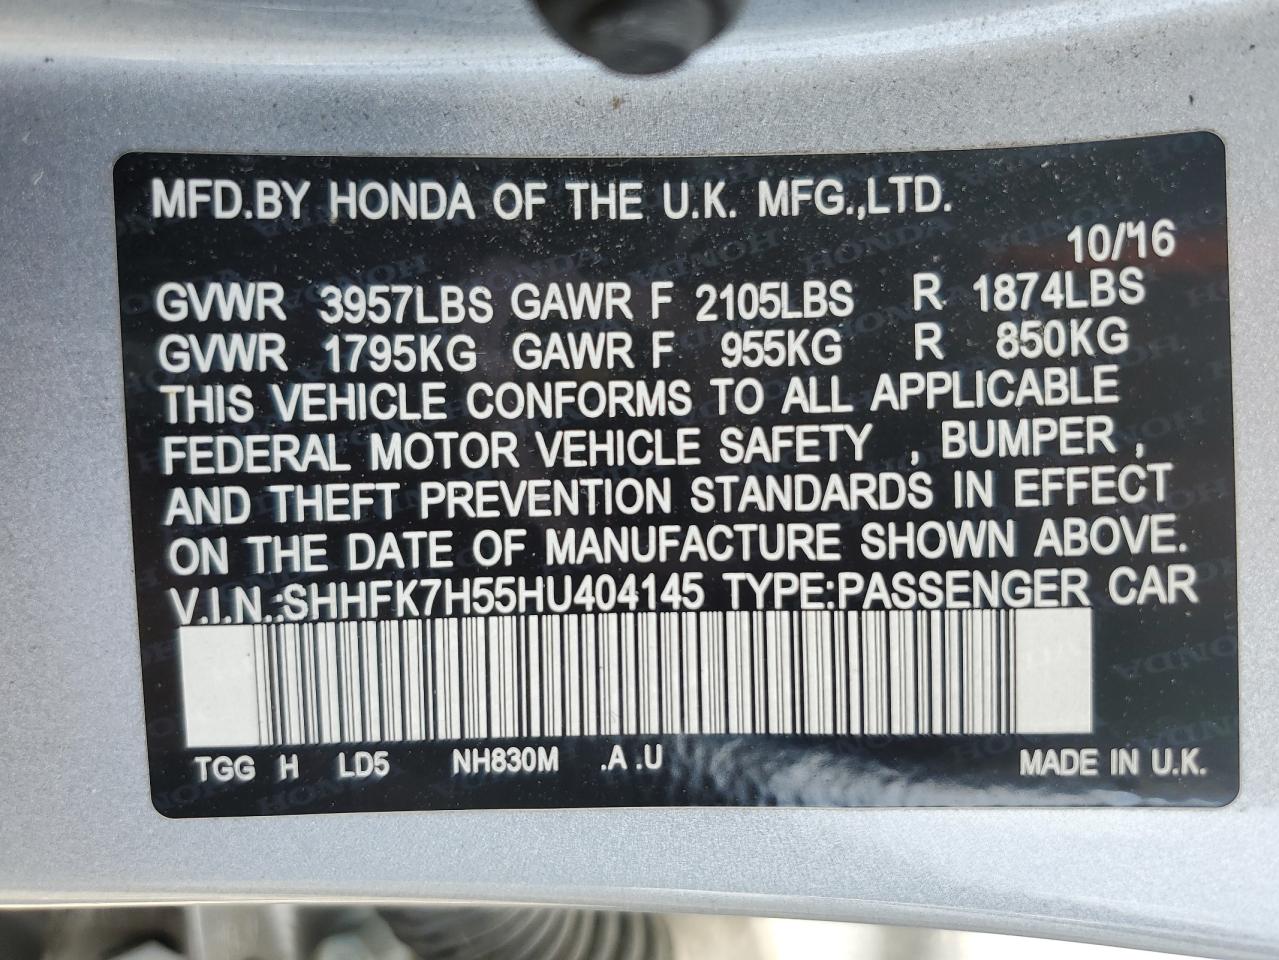 MFD.BY HONDA OF THE U.K. MFG.,LTD.
10/'16
GVWR 3957LBS GAWR F 2105LBS R 1874LBS
GVWR 1795KG GAWR F 955KG R 850KG
THIS VEHICLE CONFORMS TO ALL APPLICABLE
FEDERAL MOTOR VEHICLE SAFETY , BUMPER ,
AND THEFT PREVENTION STANDARDS IN EFFECT
ON THE DATE OF MANUFACTURE SHOWN ABOVE.
V.I.N.:SHHFK7H55HU404145 TYPE:PASSENGER CAR
TGG H LD5 NH830M .A .U MADE IN U.K.